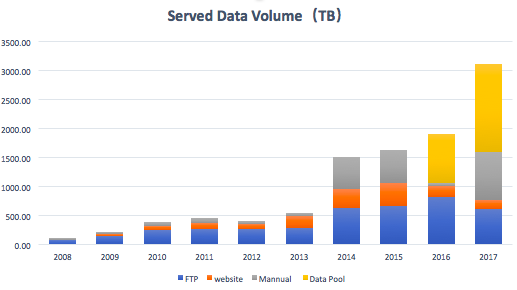 Served Data Volume （TB）
3500.00
3000.00
2500.00
2000.00
1500.00
1000.00
500.00
0.00
2008 2009 2010 2011 2012 2013 2014 2015 2016 2017
FTP website Mannual Data Pool